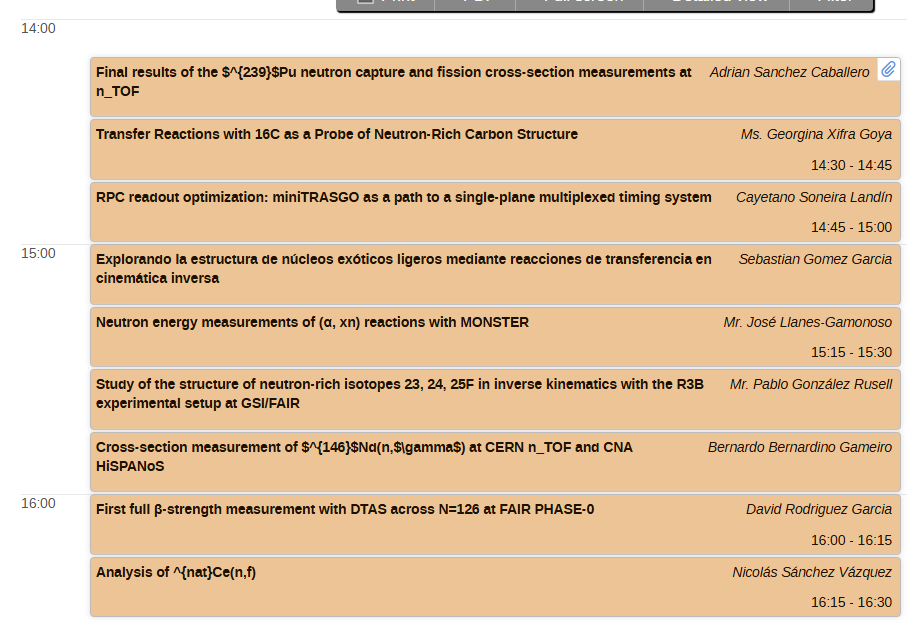 Print PDF Full screen Detailed view Filter
14:00
Final results of the $^{239}$Pu neutron capture and fission cross-section measurements at Adrian Sanchez Caballero
n_TOF
Transfer Reactions with 16C as a Probe of Neutron-Rich Carbon Structure Ms. Georgina Xifra Goya
14:30 - 14:45
RPC readout optimization: miniTRASGO as a path to a single-plane multiplexed timing system Cayetano Soneira Landín
14:45 - 15:00
15:00
Explorando la estructura de núcleos exóticos ligeros mediante reacciones de transferencia en Sebastian Gomez Garcia
cinemática inversa
Neutron energy measurements of (α, xn) reactions with MONSTER Mr. José Llanes-Gamonoso
15:15 - 15:30
Study of the structure of neutron-rich isotopes 23, 24, 25F in inverse kinematics with the R3B Mr. Pablo González Rusell
experimental setup at GSI/FAIR
Cross-section measurement of $^{146}$Nd(n,$\gamma$) at CERN n_TOF and CNA Bernardo Bernardino Gameiro
HiSPANoS
16:00
First full β-strength measurement with DTAS across N=126 at FAIR PHASE-0 David Rodriguez Garcia
16:00 - 16:15
Analysis of ^{nat}Ce(n,f) Nicolás Sánchez Vázquez
16:15 - 16:30